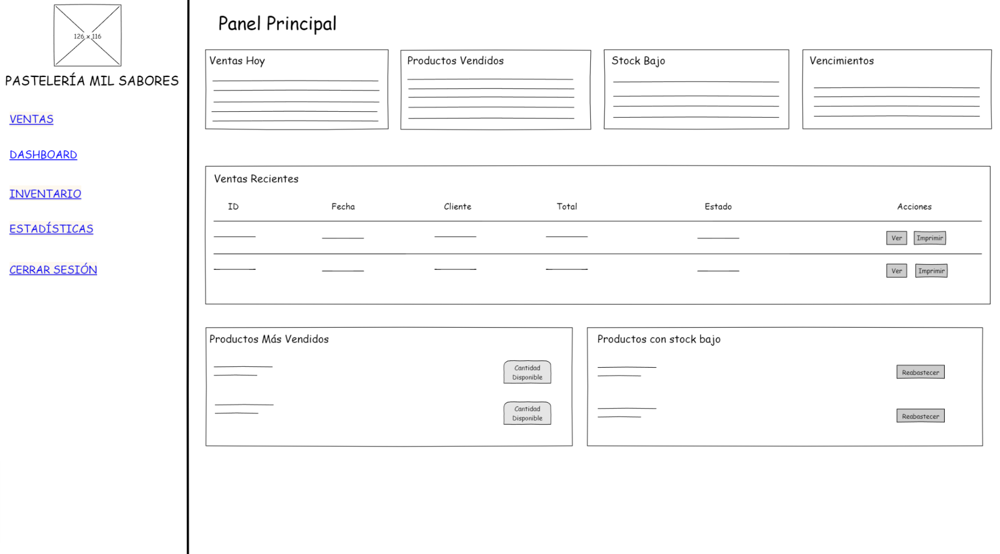 126 x 116
PASTELERÍA MIL SABORES
VENTAS
DASHBOARD
INVENTARIO
ESTADÍSTICAS
CERRAR SESIÓN
Panel Principal
Ventas Hoy
Productos Vendidos
Stock Bajo
Vencimientos
Ventas Recientes
ID Fecha Cliente Total Estado Acciones
Ver Imprimir
Ver Imprimir
Productos Más Vendidos
Cantidad
Disponible
Cantidad
Disponible
Productos con stock bajo
Reabastecer
Reabastecer